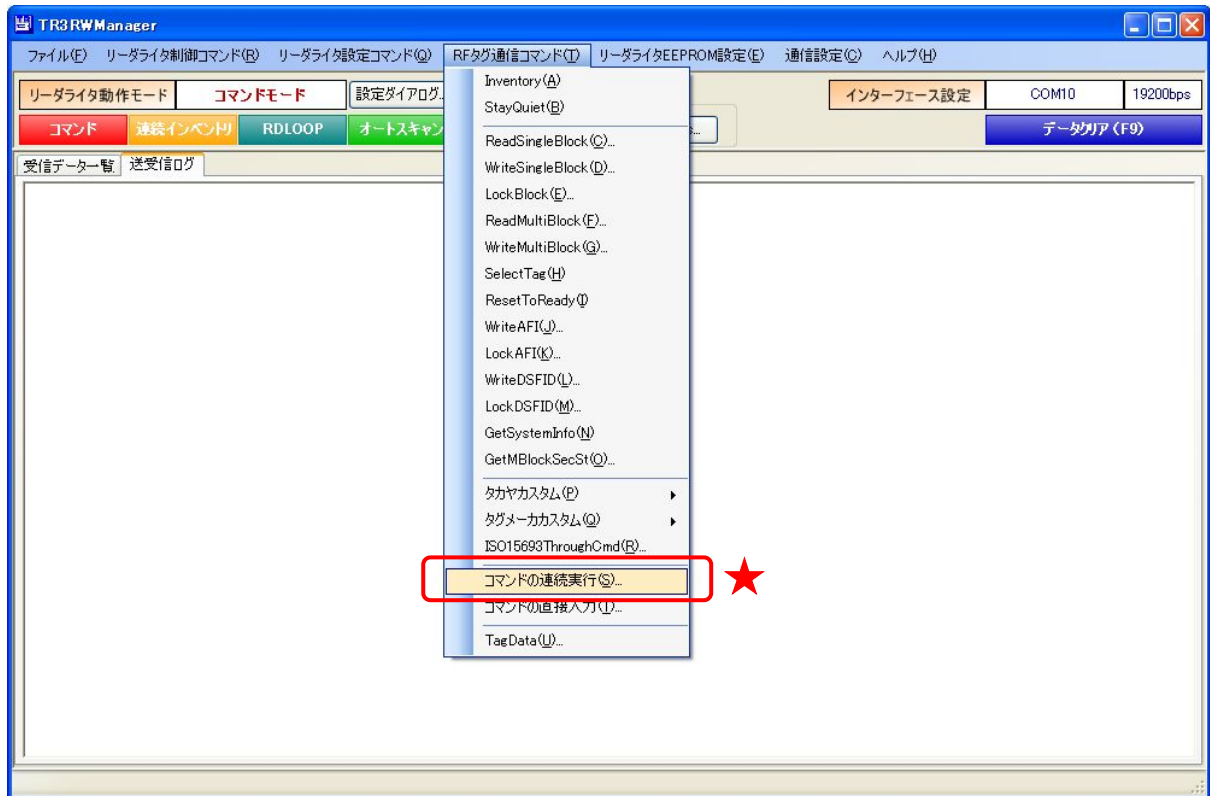 TR3RWManager
ファイル(F) リーダライタ制御コマンド(R) リーダライタ設定コマンド(Q) RFタグ通信コマンド(T) リーダライタEEPROM設定(E) 通信設定(C) ヘルプ(H)
リーダライタ動作モード コマンドモード 設定ダイアログ インターフェース設定 COM10 19200bps
コマンド 連続インベントリ RDLOOP オートスキャン データクリア(F9)
受信データ一覧 送受信ログ
Inventory(A)
StayQuiet(B)
ReadSingleBlock(C)...
WriteSingleBlock(D)...
LockBlock(E)...
ReadMultiBlock(F)...
WriteMultiBlock(G)...
SelectTag(H)
ResetToReady(I)
WriteAFI(J)...
LockAFI(K)...
WriteDSFID(L)...
LockDSFID(M)...
GetSystemInfo(N)
GetMBlockSecSt(O)...
タカヤカスタム(P)
タグメーカカスタム(Q)
ISO15693ThroughCmd(R)...
コマンドの連続実行(S)...
コマンドの直接入力(T)...
TagData(U)...